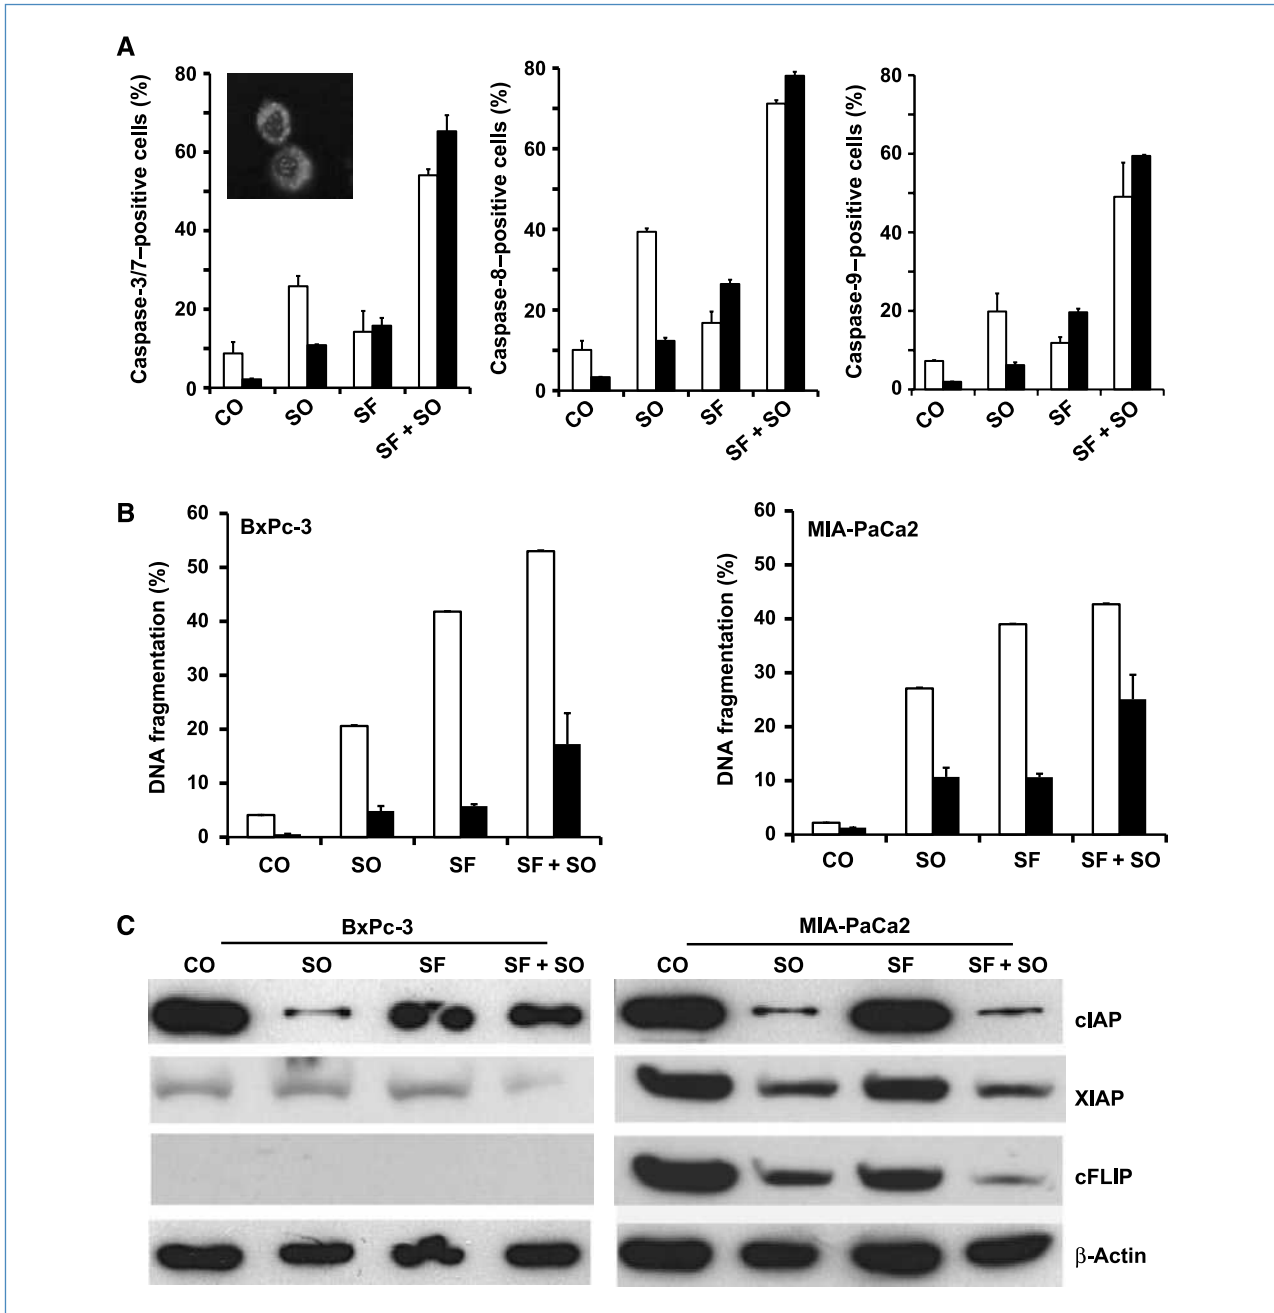 A
Caspase-3/7–positive cells (%)
80
60
40
20
0
CO SO SF SF + SO
Caspase-8–positive cells (%)
80
60
40
20
0
CO SO SF SF + SO
Caspase-9–positive cells (%)
80
60
40
20
0
CO SO SF SF + SO
B
BxPc-3
DNA fragmentation (%)
60
50
40
30
20
10
0
CO SO SF SF + SO
MIA-PaCa2
DNA fragmentation (%)
60
50
40
30
20
10
0
CO SO SF SF + SO
C
BxPc-3 MIA-PaCa2
CO SO SF SF + SO CO SO SF SF + SO
cIAP
XIAP
cFLIP
β-Actin